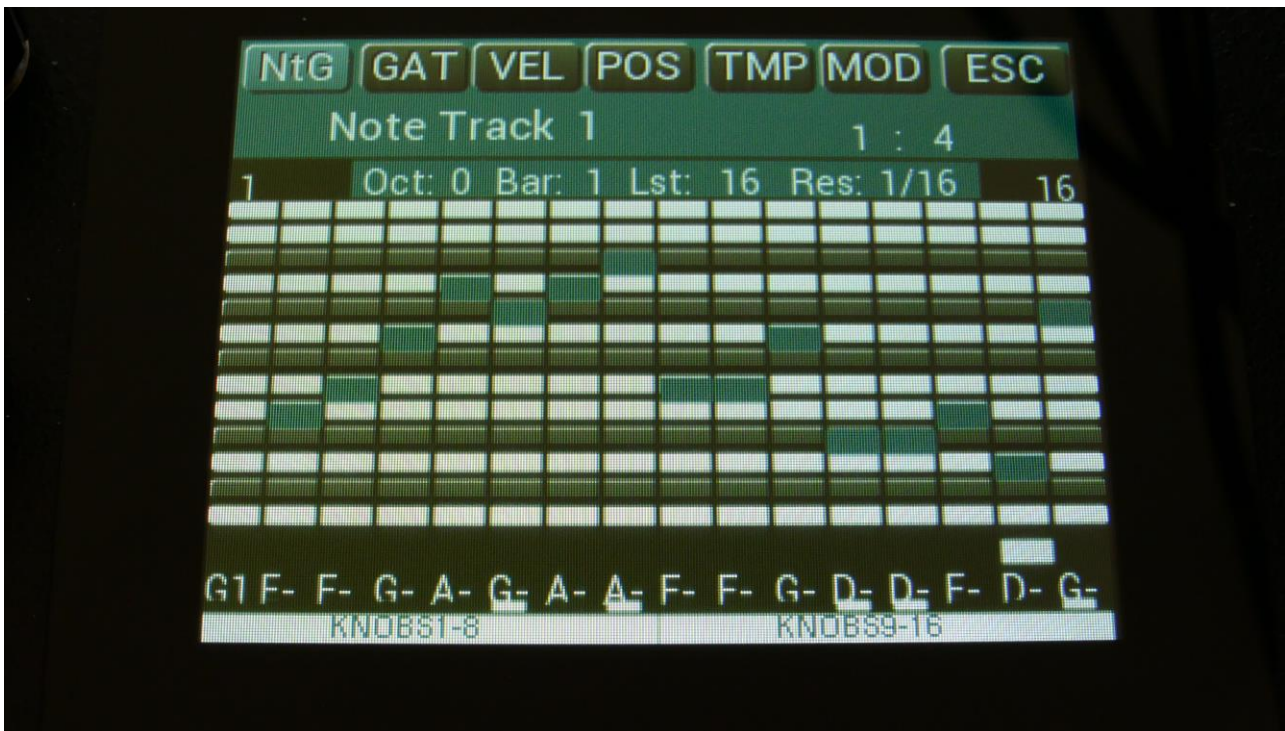 NtG GAT VEL POS TMP MOD ESC
Note Track 1 1 : 4
1 Oct: 0 Bar: 1 Lst: 16 Res: 1/16 16
G1 F- F- G- A- G- A- A- F- F- G- D- D- F- D- G-
KNOBS1-8 KNOBS9-16